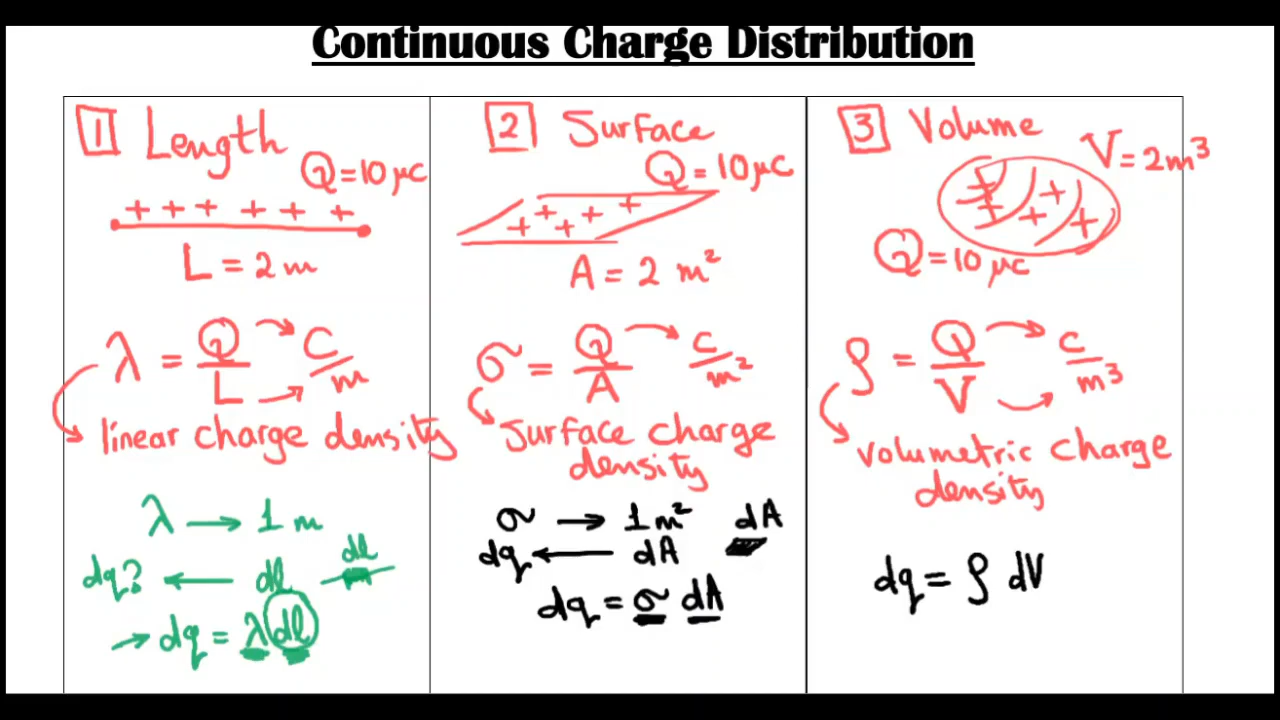 Continuous Charge Distribution
1 Length
Q = 10 μC
+ + + + + +
L = 2 m
λ = Q/L → C/m
linear charge density
λ → 1 m
dq? ← dl dl
→ dq = λ dl
2 Surface
Q = 10 μC
+ + + + +
A = 2 m²
σ = Q/A → C/m²
Surface charge
density
σ → 1 m² dA
dq ← dA
dq = σ dA
3 Volume
V = 2 m³
+ + + + +
Q = 10 μC
ρ = Q/V → C/m³
volumetric charge
density
dq = ρ dV